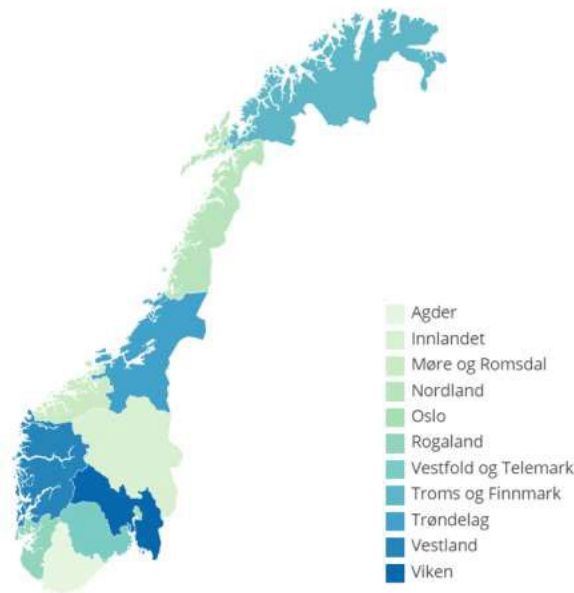 Agder
Innlandet
Møre og Romsdal
Nordland
Oslo
Rogaland
Vestfold og Telemark
Troms og Finnmark
Trøndelag
Vestland
Viken